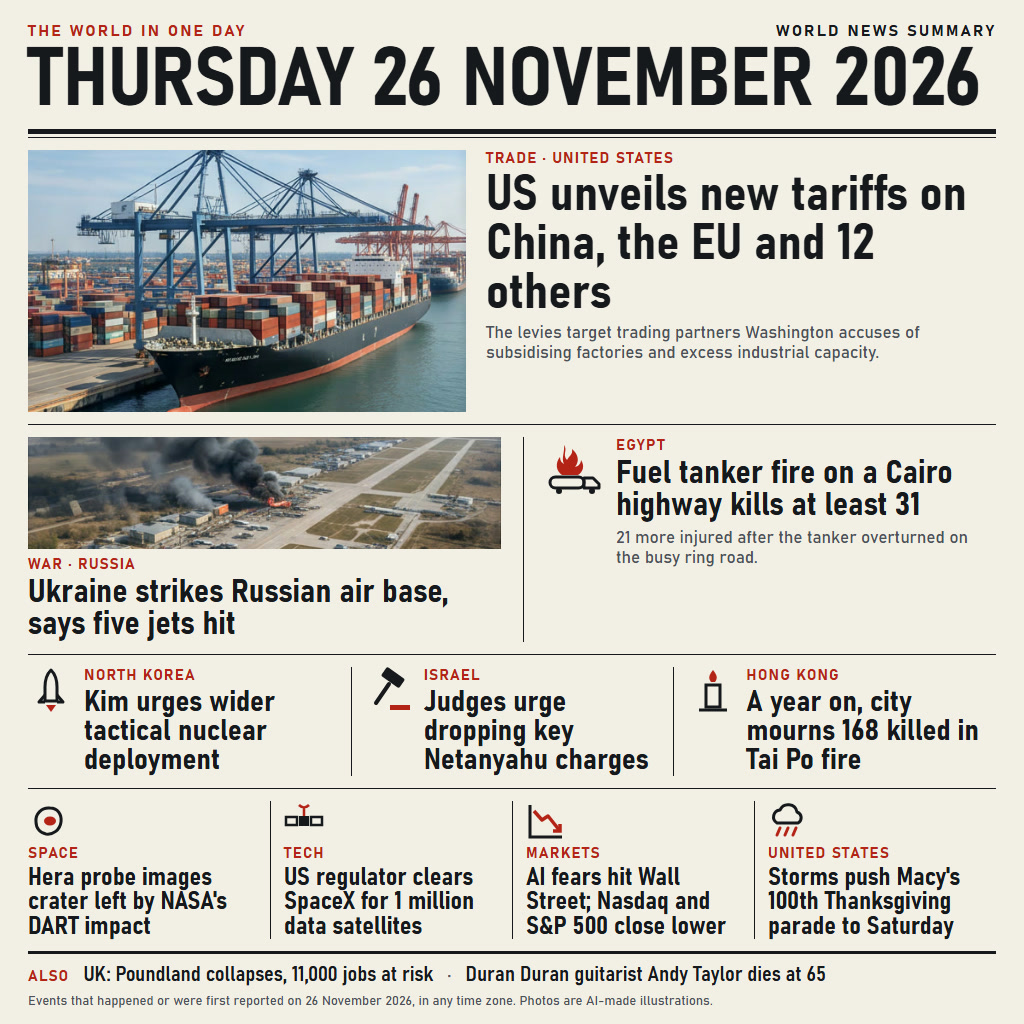 THE WORLD IN ONE DAY
WORLD NEWS SUMMARY
THURSDAY 26 NOVEMBER 2026
TRADE · UNITED STATES
US unveils new tariffs on
China, the EU and 12
others
The levies target trading partners Washington accuses of
subsidising factories and excess industrial capacity.
WAR · RUSSIA
Ukraine strikes Russian air base,
says five jets hit
EGYPT
Fuel tanker fire on a Cairo
highway kills at least 31
21 more injured after the tanker overturned on
the busy ring road.
NORTH KOREA
Kim urges wider
tactical nuclear
deployment
ISRAEL
Judges urge
dropping key
Netanyahu charges
HONG KONG
A year on, city
mourns 168 killed in
Tai Po fire
SPACE
Hera probe images
crater left by NASA's
DART impact
TECH
US regulator clears
SpaceX for 1 million
data satellites
MARKETS
AI fears hit Wall
Street; Nasdaq and
S&P 500 close lower
UNITED STATES
Storms push Macy's
100th Thanksgiving
parade to Saturday
ALSO UK: Poundland collapses, 11,000 jobs at risk · Duran Duran guitarist Andy Taylor dies at 65
Events that happened or were first reported on 26 November 2026, in any time zone. Photos are AI-made illustrations.